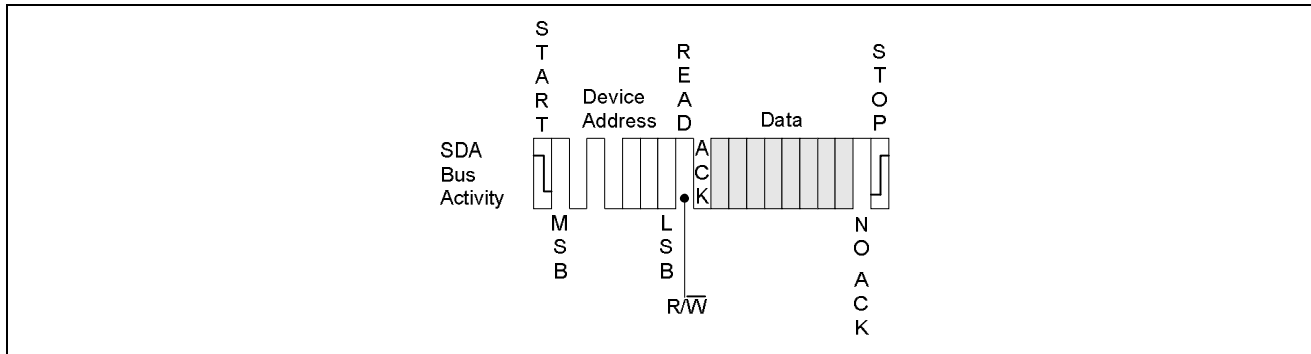 START
READ
STOP
Device
Address
Data
SDA
Bus
Activity
ACK
MSB
LSB
NO ACK
R/W̅